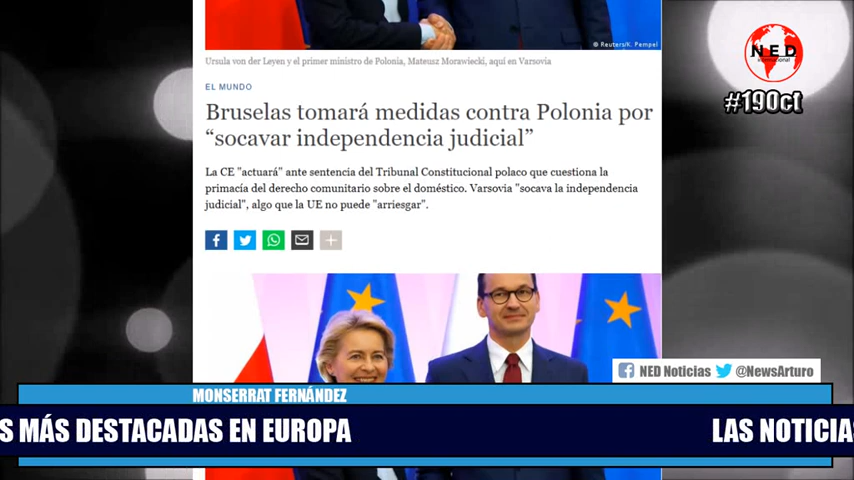 © Reuters/K. Pempel
Ursula von der Leyen y el primer ministro de Polonia, Mateusz Morawiecki, aquí en Varsovia
NED
International
#19Oct
EL MUNDO
Bruselas tomará medidas contra Polonia por
“socavar independencia judicial”
La CE "actuará" ante sentencia del Tribunal Constitucional polaco que cuestiona la
primacía del derecho comunitario sobre el doméstico. Varsovia "socava la independencia
judicial", algo que la UE no puede "arriesgar".
NED Noticias @NewsArturo
MONSERRAT FERNÁNDEZ
S MÁS DESTACADAS EN EUROPA
LAS NOTICIAS